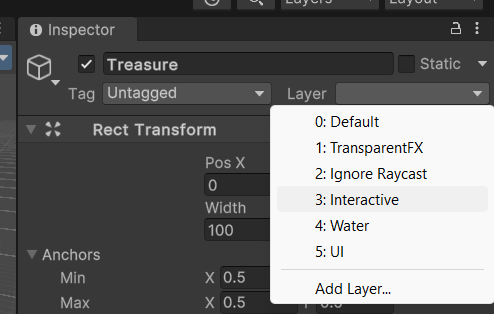 Layers
Layout
Inspector
Treasure
Static
Tag
Untagged
Layer
0: Default
1: TransparentFX
2: Ignore Raycast
3: Interactive
4: Water
5: UI
Add Layer...
Rect Transform
Pos X
0
Width
100
Anchors
Min X 0.5
Max X 0.5